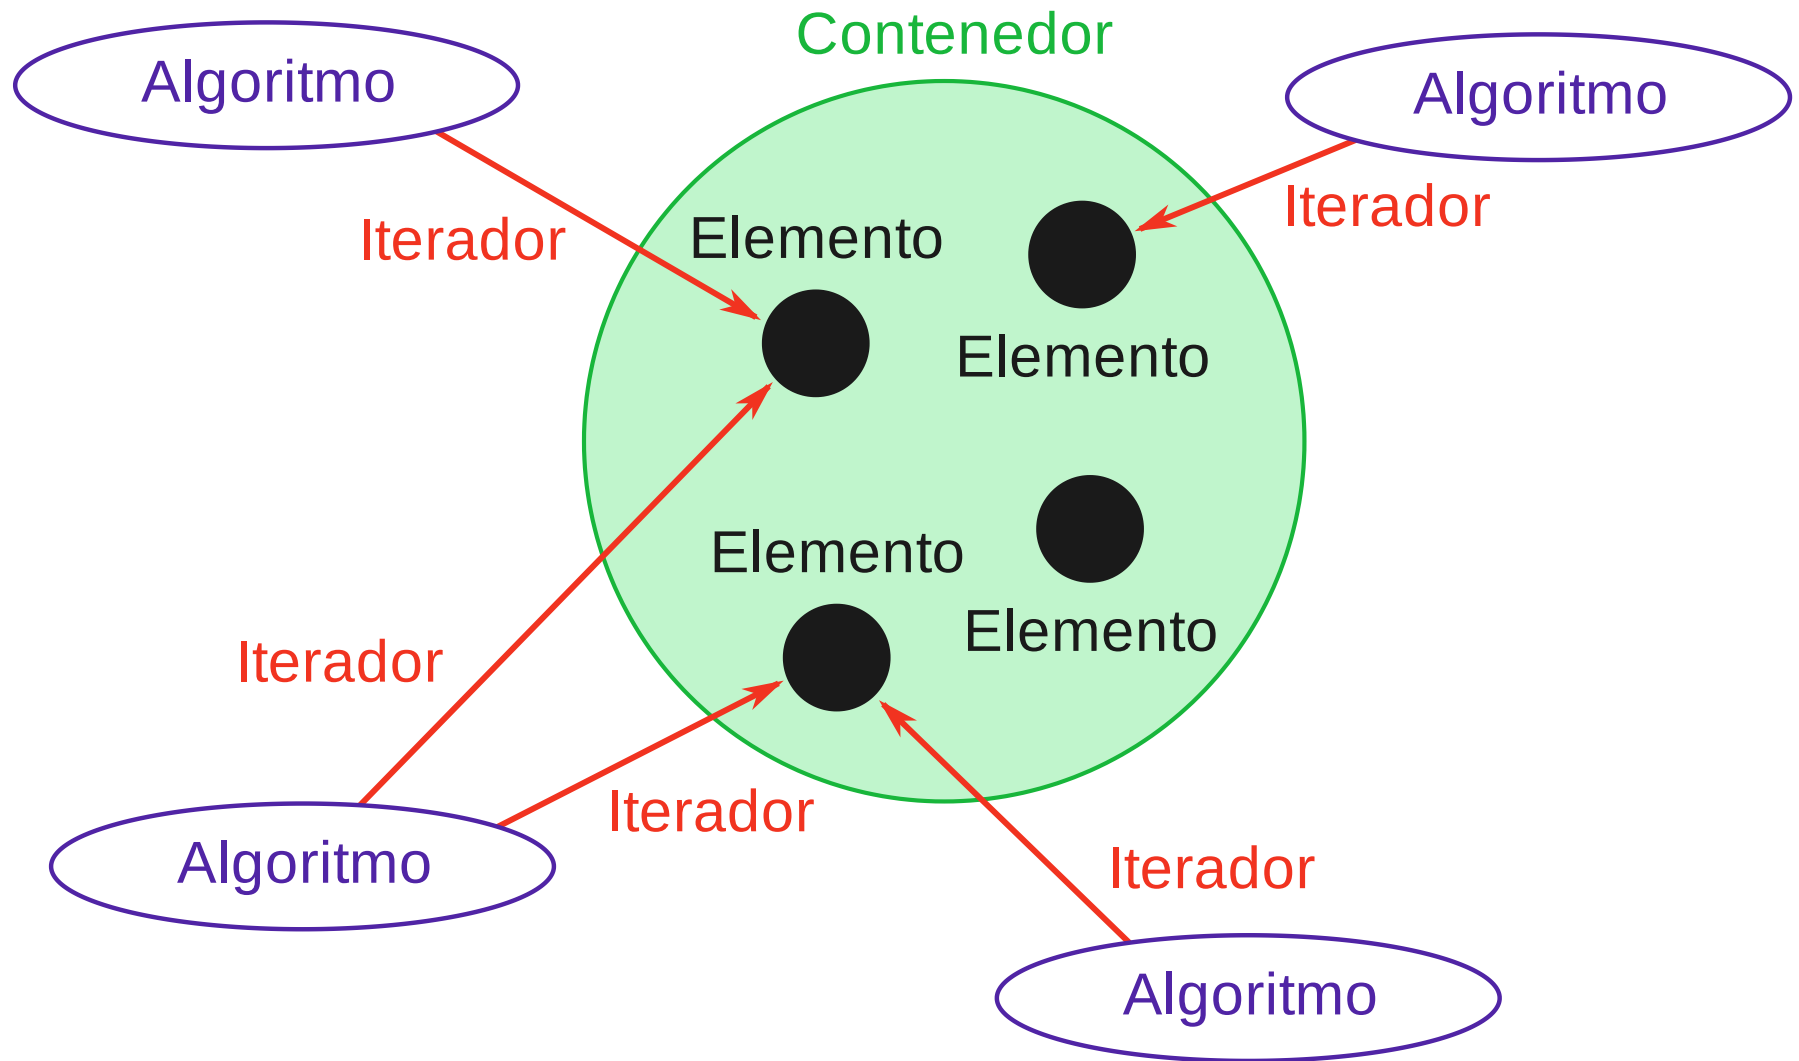 Contenedor
Algoritmo
Algoritmo
Iterador
Iterador
Elemento
Elemento
Elemento
Elemento
Iterador
Iterador
Algoritmo
Iterador
Algoritmo